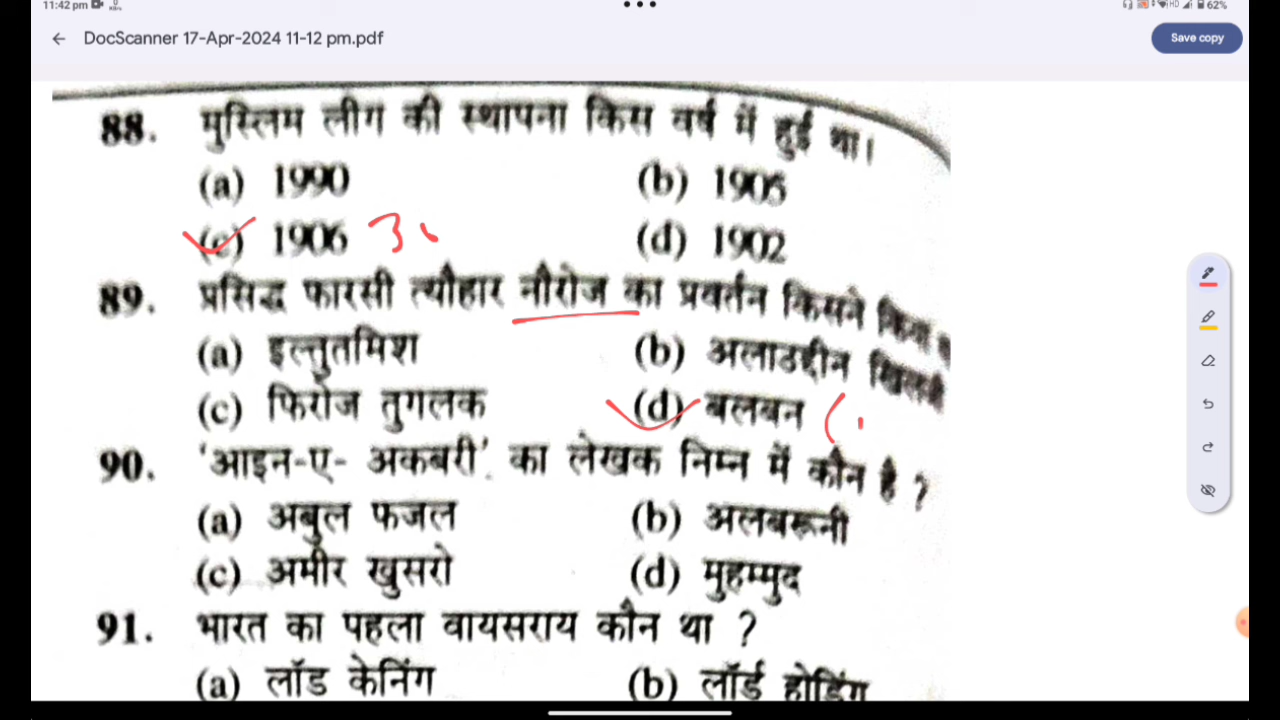 11:42 pm
62%
DocScanner 17-Apr-2024 11-12 pm.pdf
Save copy
88. मुस्लिम लीग की स्थापना किस वर्ष में हुई था।
(a) 1990 (b) 1905
(c) 1906 (d) 1902
89. प्रसिद्ध फारसी त्यौहार नौरोज का प्रवर्तन किसने किया
(a) इल्तुतमिश (b) अलाउद्दीन खिलजी
(c) फिरोज तुगलक (d) बलबन
90. 'आइन-ए- अकबरी' का लेखक निम्न में कौन है ?
(a) अबुल फजल (b) अलबरूनी
(c) अमीर खुसरो (d) मुहम्मुद
91. भारत का पहला वायसराय कौन था ?
(a) लॉड केनिंग (b) लॉर्ड होर्डिंग